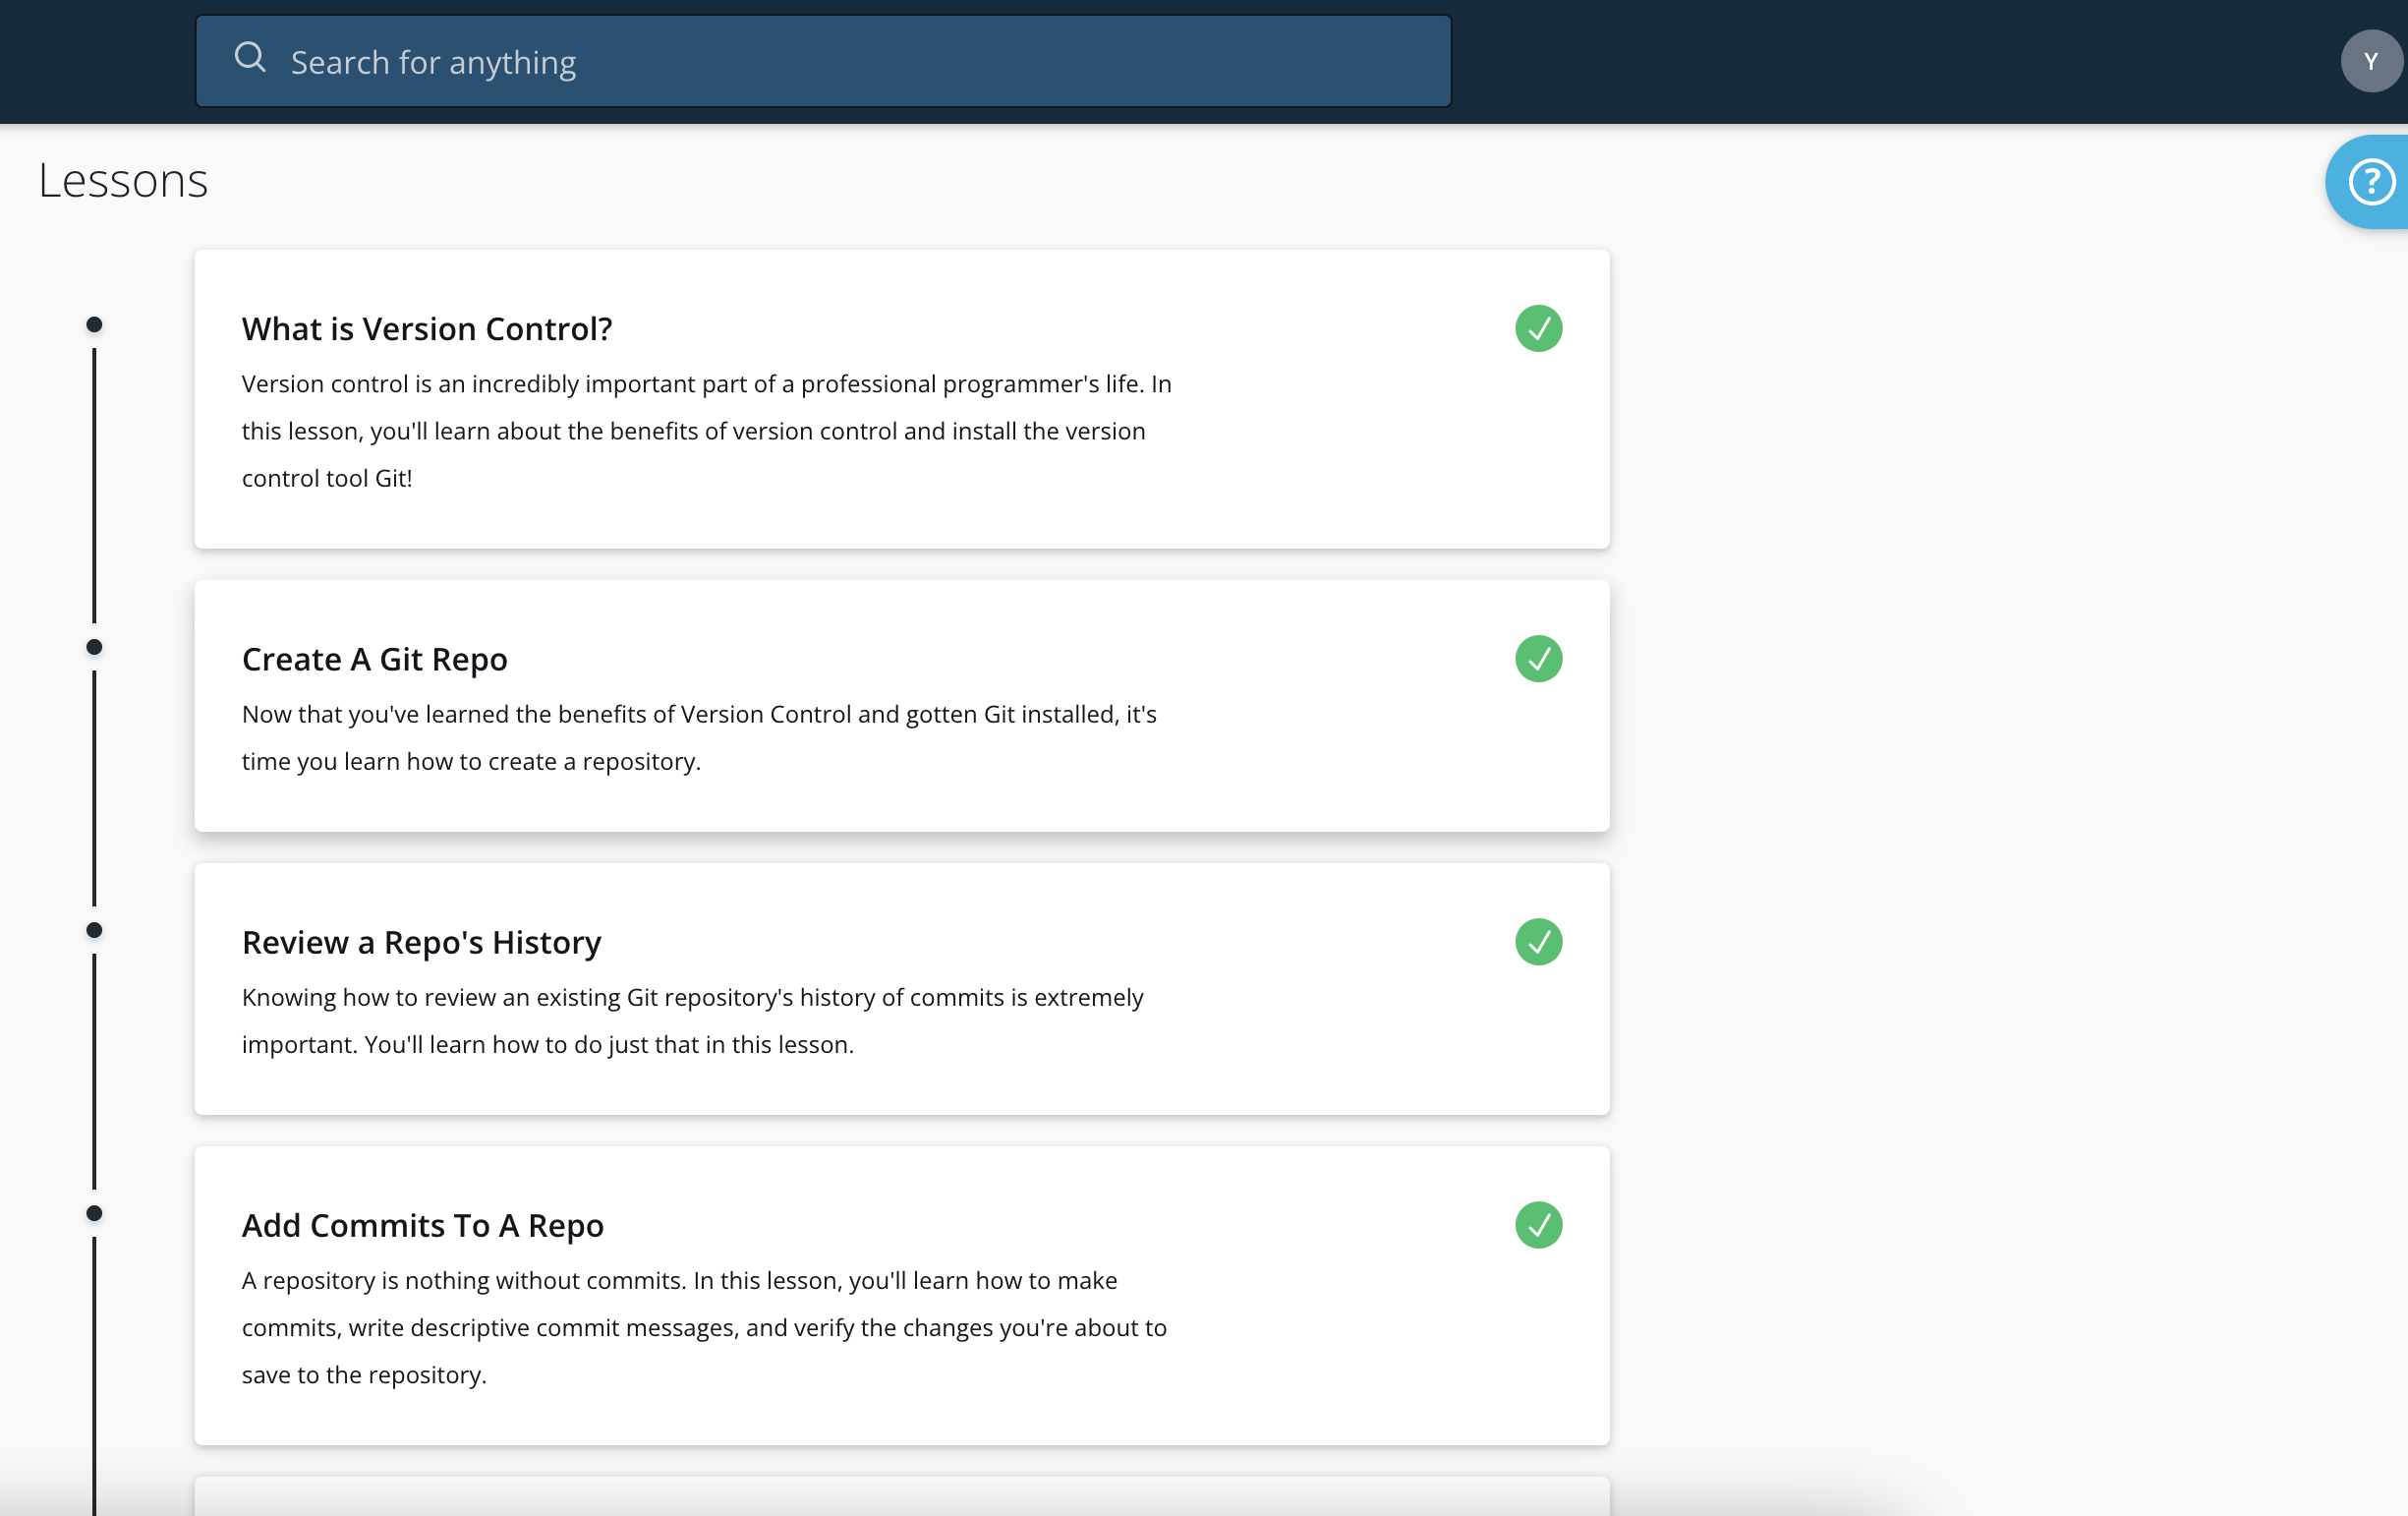 Search for anything
Y
Lessons
?
What is Version Control?
Version control is an incredibly important part of a professional programmer's life. In
this lesson, you'll learn about the benefits of version control and install the version
control tool Git!
Create A Git Repo
Now that you've learned the benefits of Version Control and gotten Git installed, it's
time you learn how to create a repository.
Review a Repo's History
Knowing how to review an existing Git repository's history of commits is extremely
important. You'll learn how to do just that in this lesson.
Add Commits To A Repo
A repository is nothing without commits. In this lesson, you'll learn how to make
commits, write descriptive commit messages, and verify the changes you're about to
save to the repository.